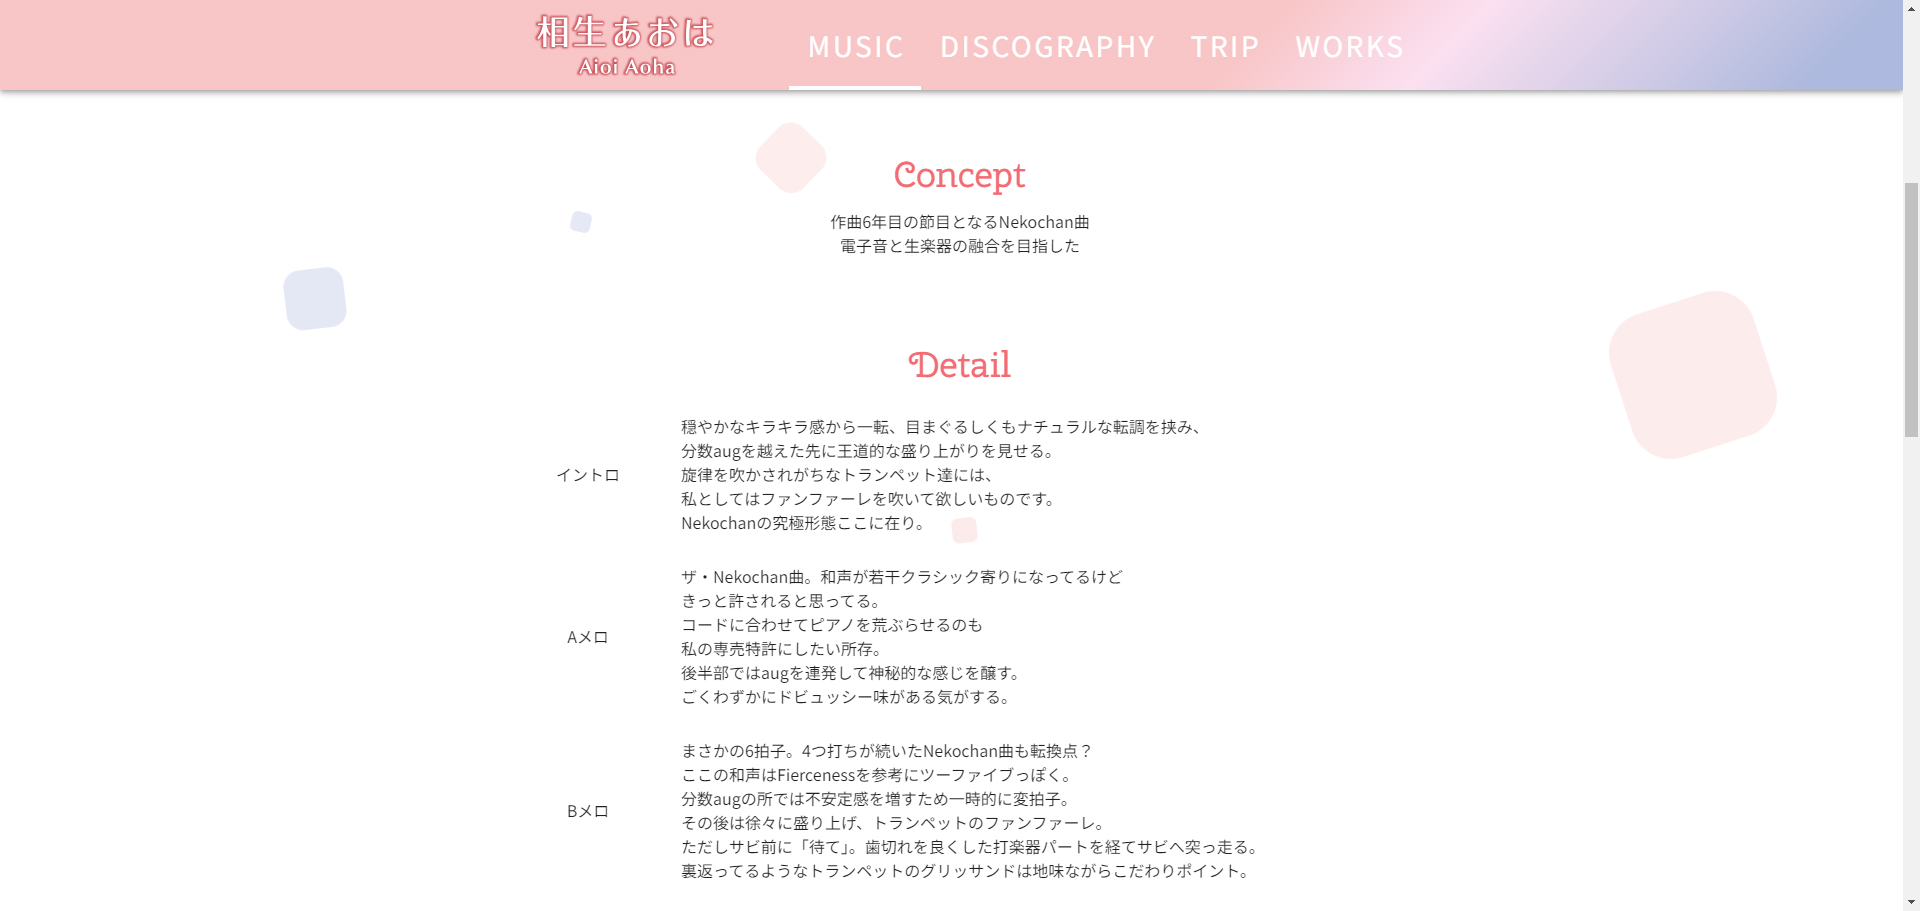 相生あおは
Aioi Aoha
MUSIC DISCOGRAPHY TRIP WORKS
Concept
作曲6年目の節目となるNekochan曲
電子音と生楽器の融合を目指した
Detail
イントロ
穏やかなキラキラ感から一転、目まぐるしくもナチュラルな転調を挟み、
分数augを越えた先に王道的な盛り上がりを見せる。
旋律を吹かされがちなトランペット達には、
私としてはファンファーレを吹いて欲しいものです。
Nekochanの究極形態ここに在り。
Aメロ
ザ・Nekochan曲。和声が若干クラシック寄りになってるけど
きっと許されると思ってる。
コードに合わせてピアノを荒ぶらせるのも
私の専売特許にしたい所存。
後半部ではaugを連発して神秘的な感じを醸す。
ごくわずかにドビュッシー味がある気がする。
Bメロ
まさかの6拍子。4つ打ちが続いたNekochan曲も転換点？
ここの和声はFiercenessを参考にツーファイブっぽく。
分数augの所では不安定感を増すため一時的に変拍子。
その後は徐々に盛り上げ、トランペットのファンファーレ。
ただしサビ前に「待て」。歯切れを良くした打楽器パートを経てサビへ突っ走る。
裏返ってるようなトランペットのグリッサンドは地味ながらこだわりポイント。